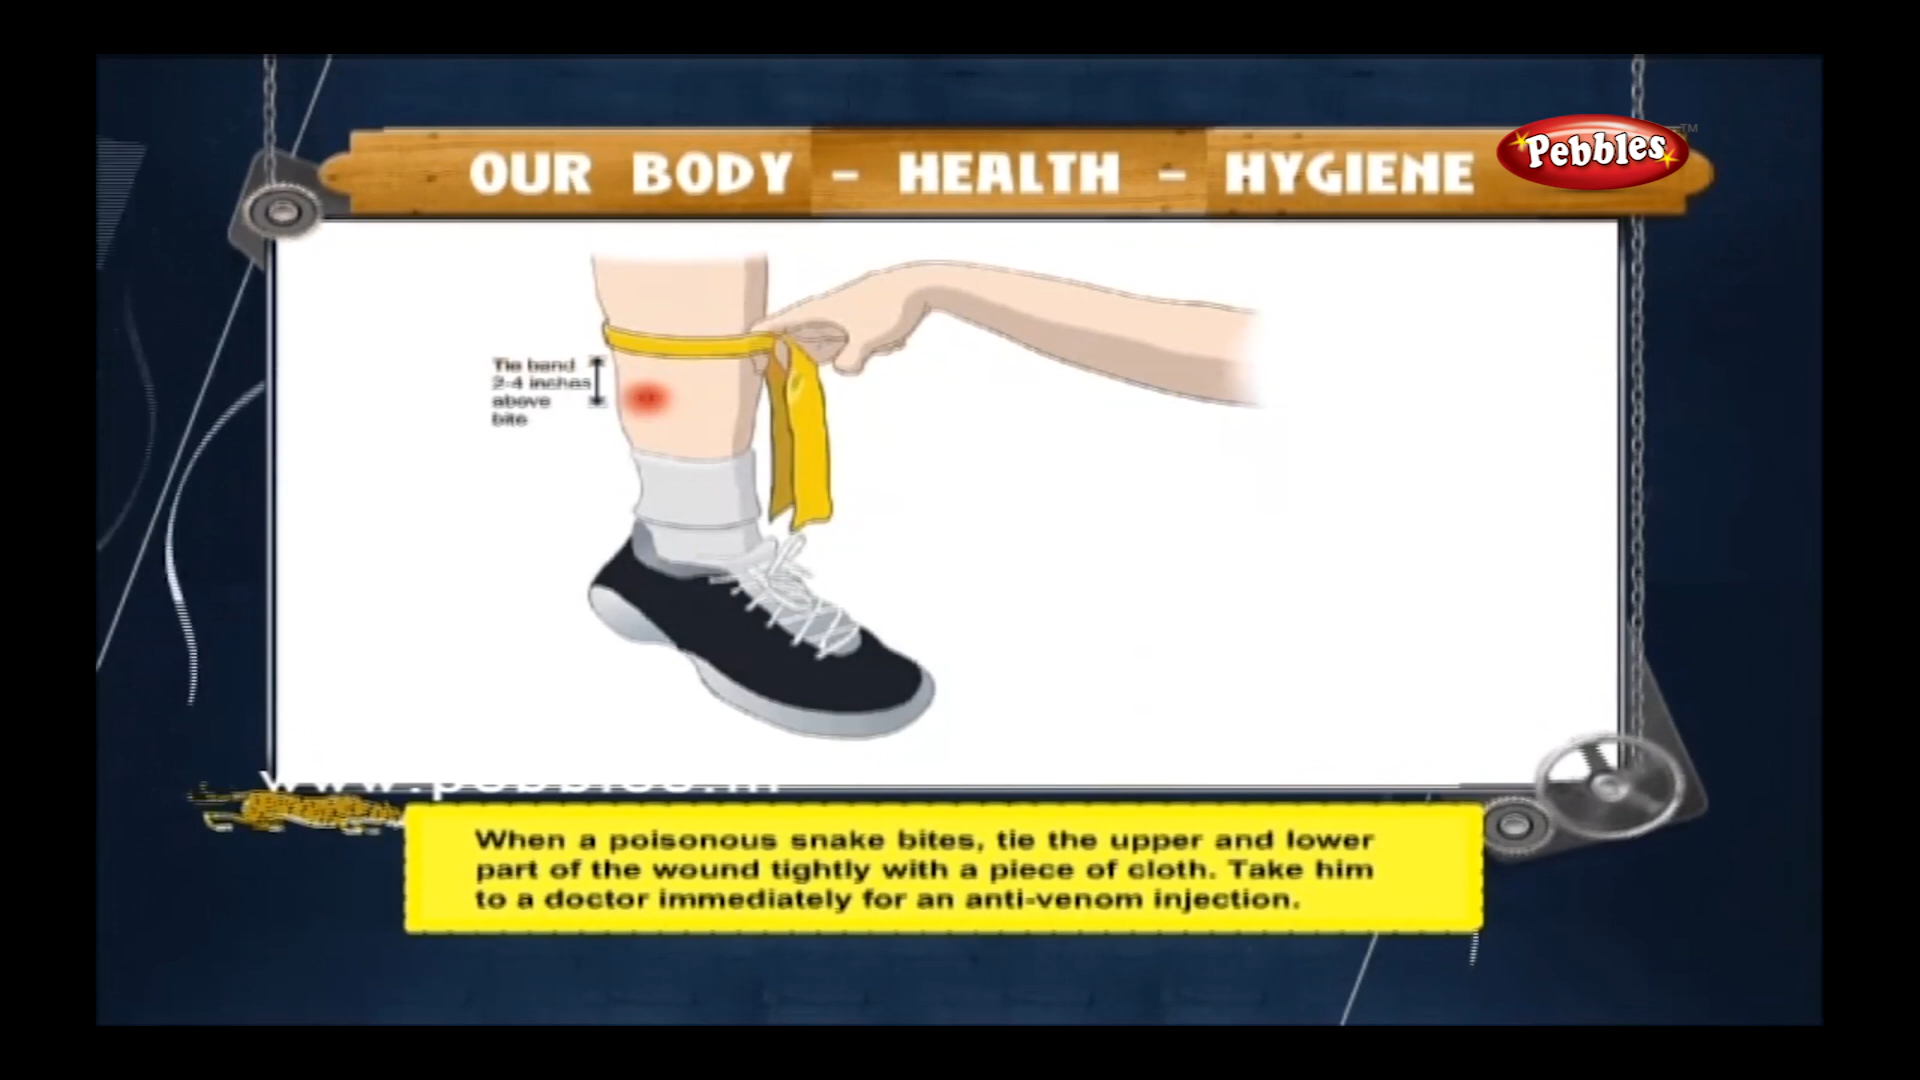 OUR BODY - HEALTH - HYGIENE
Pebbles™
Tie band
2-4 inches
above
bite
When a poisonous snake bites, tie the upper and lower
part of the wound tightly with a piece of cloth. Take him
to a doctor immediately for an anti-venom injection.